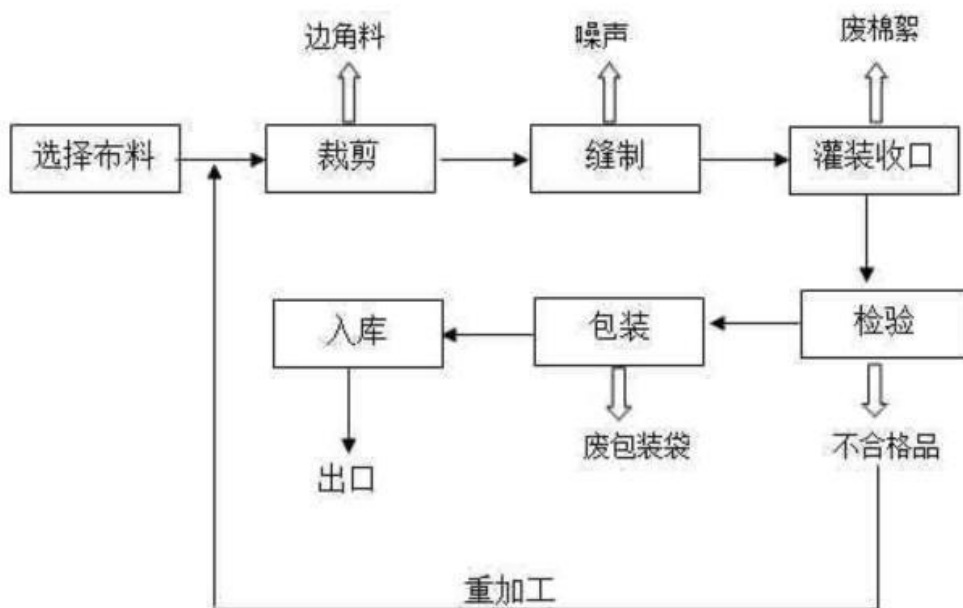 边角料
噪声
废棉絮
选择布料
裁剪
缝制
灌装收口
入库
包装
检验
出口
废包装袋
不合格品
重加工